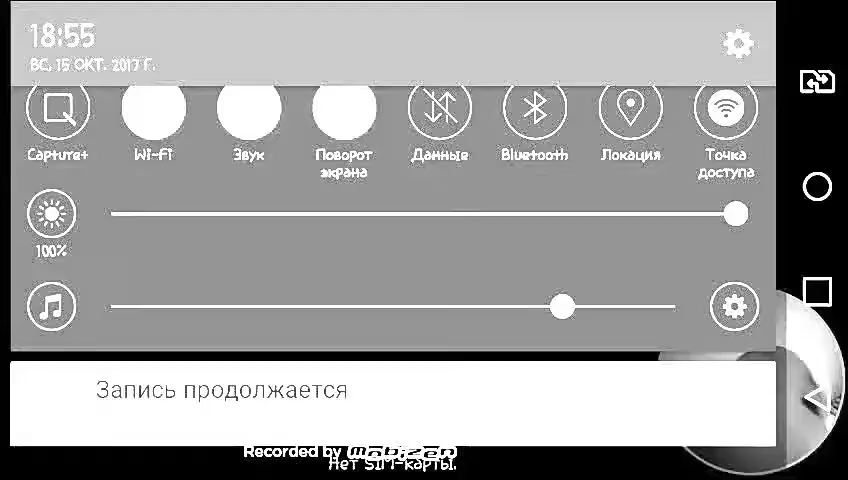 18:55
ВС, 15 ОКТ. 2017 Г.
Capture+
Wi-Fi
Звук
Поворот
экрана
Данные
Bluetooth
Локация
Точка
доступа
100%
Запись продолжается
Recorded by mobizen
Нет SIM-карты.